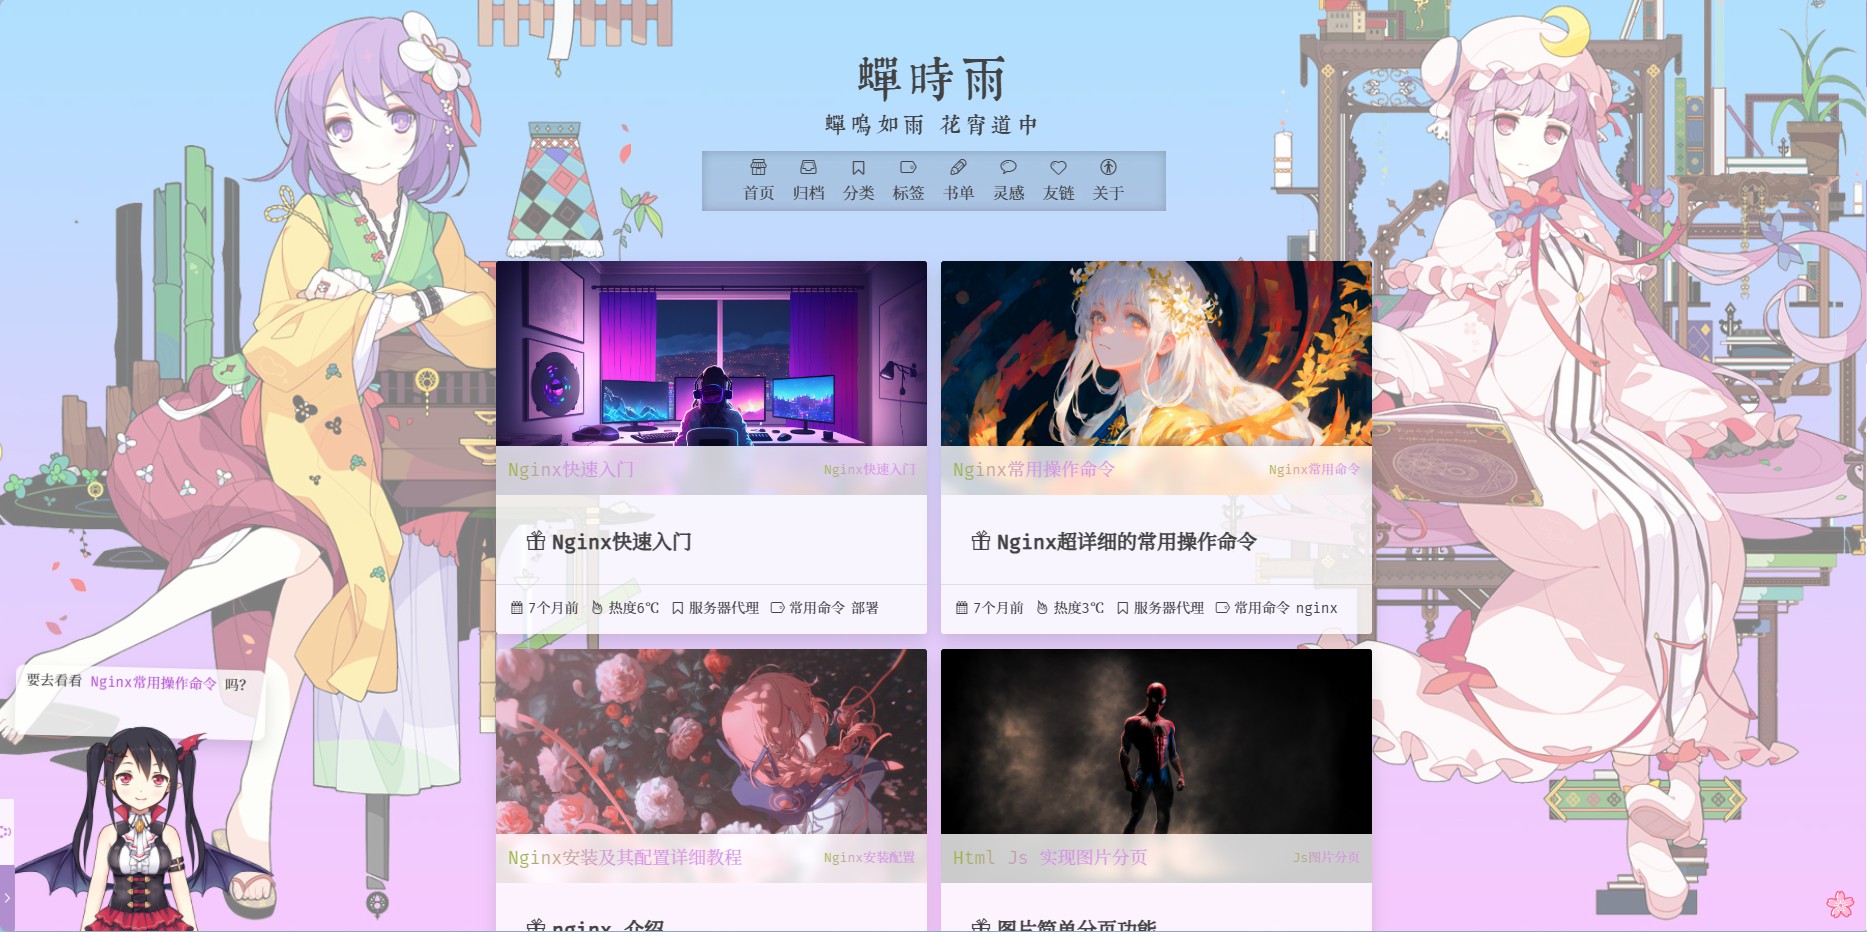 蟬時雨
蟬鳴如雨 花宵道中
首页 归档 分类 标签 书单 灵感 友链 关于
Nginx快速入门 Nginx快速入门
Nginx快速入门
7个月前 热度6℃ 服务器代理 常用命令 部署
Nginx常用操作命令 Nginx常用命令
Nginx超详细的常用操作命令
7个月前 热度3℃ 服务器代理 常用命令 nginx
Nginx安装及其配置详细教程 Nginx安装配置
nginx 介绍
Html Js 实现图片分页 Js图片分页
图片简单分页功能
要去看看 Nginx常用操作命令 吗？